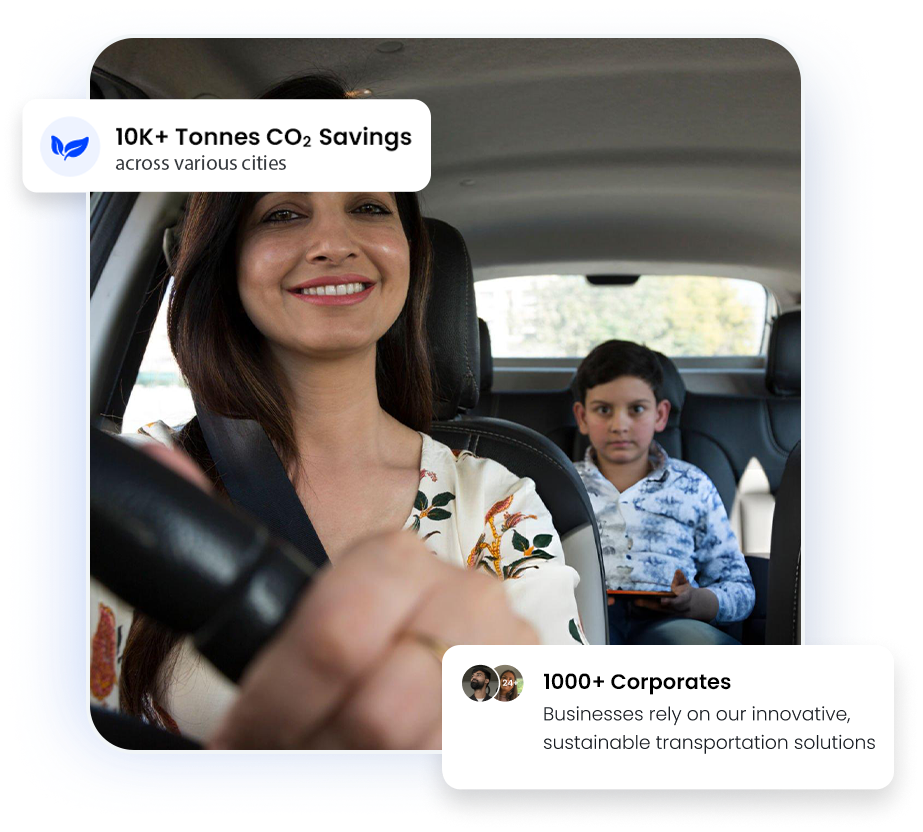 10K+ Tonnes CO₂ Savings
across various cities
24+
1000+ Corporates
Businesses rely on our innovative,
sustainable transportation solutions